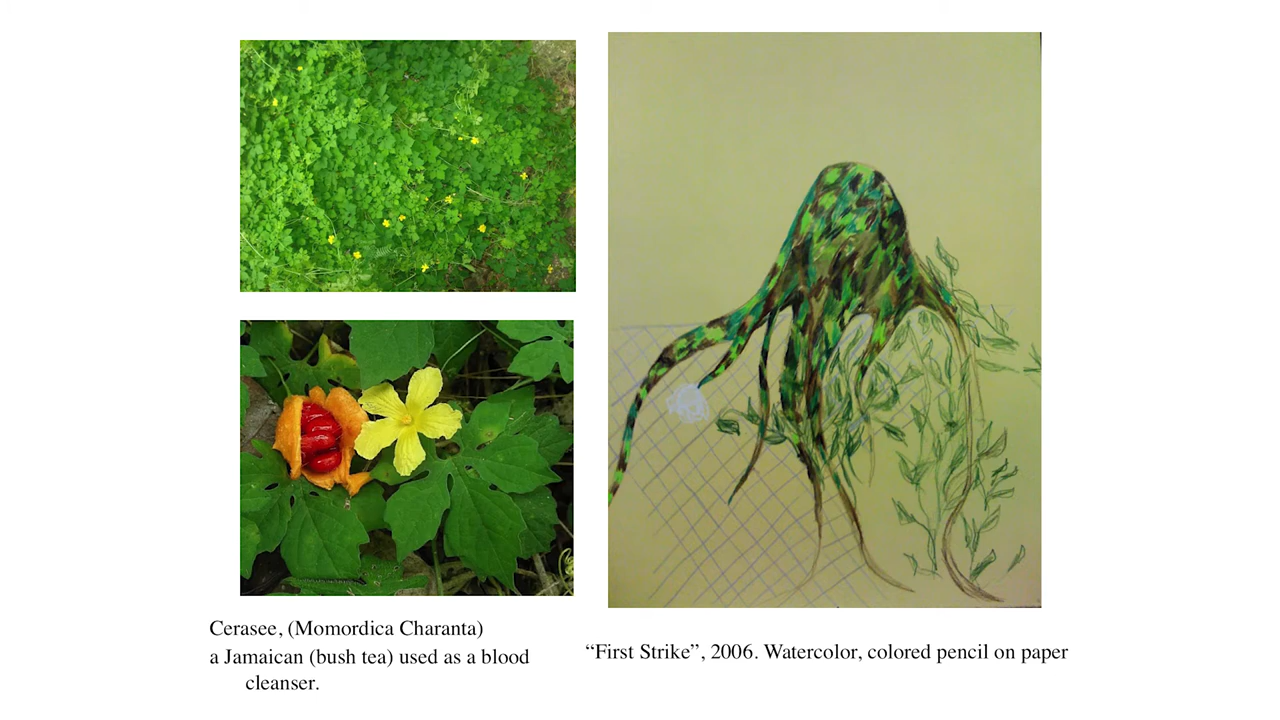 Cerasee, (Momordica Charanta)
a Jamaican (bush tea) used as a blood
cleanser.
“First Strike”, 2006. Watercolor, colored pencil on paper